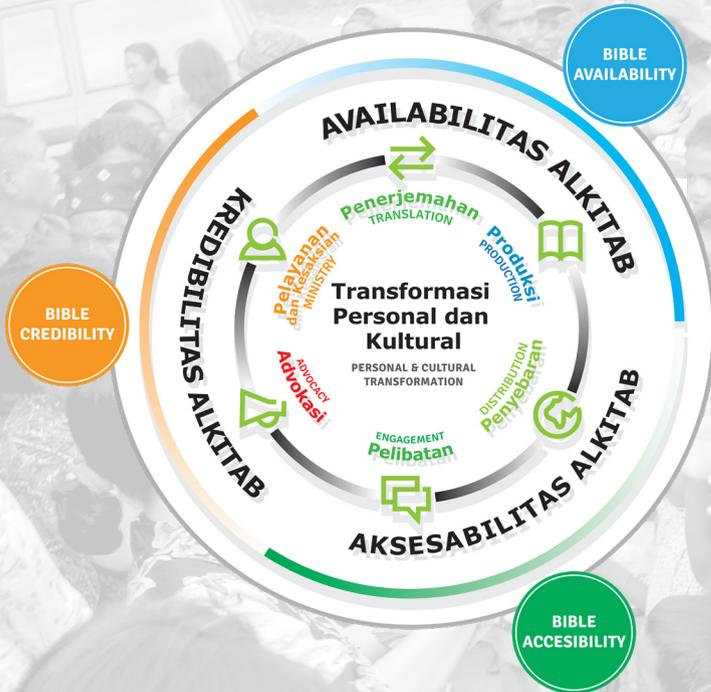 BIBLE
AVAILABILITY
AVAILABILITAS ALKITAB
Penerjemahan
TRANSLATION
Produksi
PRODUCTION
KREDIBILITAS ALKITAB
Pelayanan
dan Kesaksian
MINISTRY
BIBLE
CREDIBILITY
Transformasi
Personal dan
Kultural
PERSONAL & CULTURAL
TRANSFORMATION
ADVOCACY
Advokasi
DISTRIBUTION
Penyebaran
ENGAGEMENT
Pelibatan
AKSESABILITAS ALKITAB
BIBLE
ACCESIBILITY